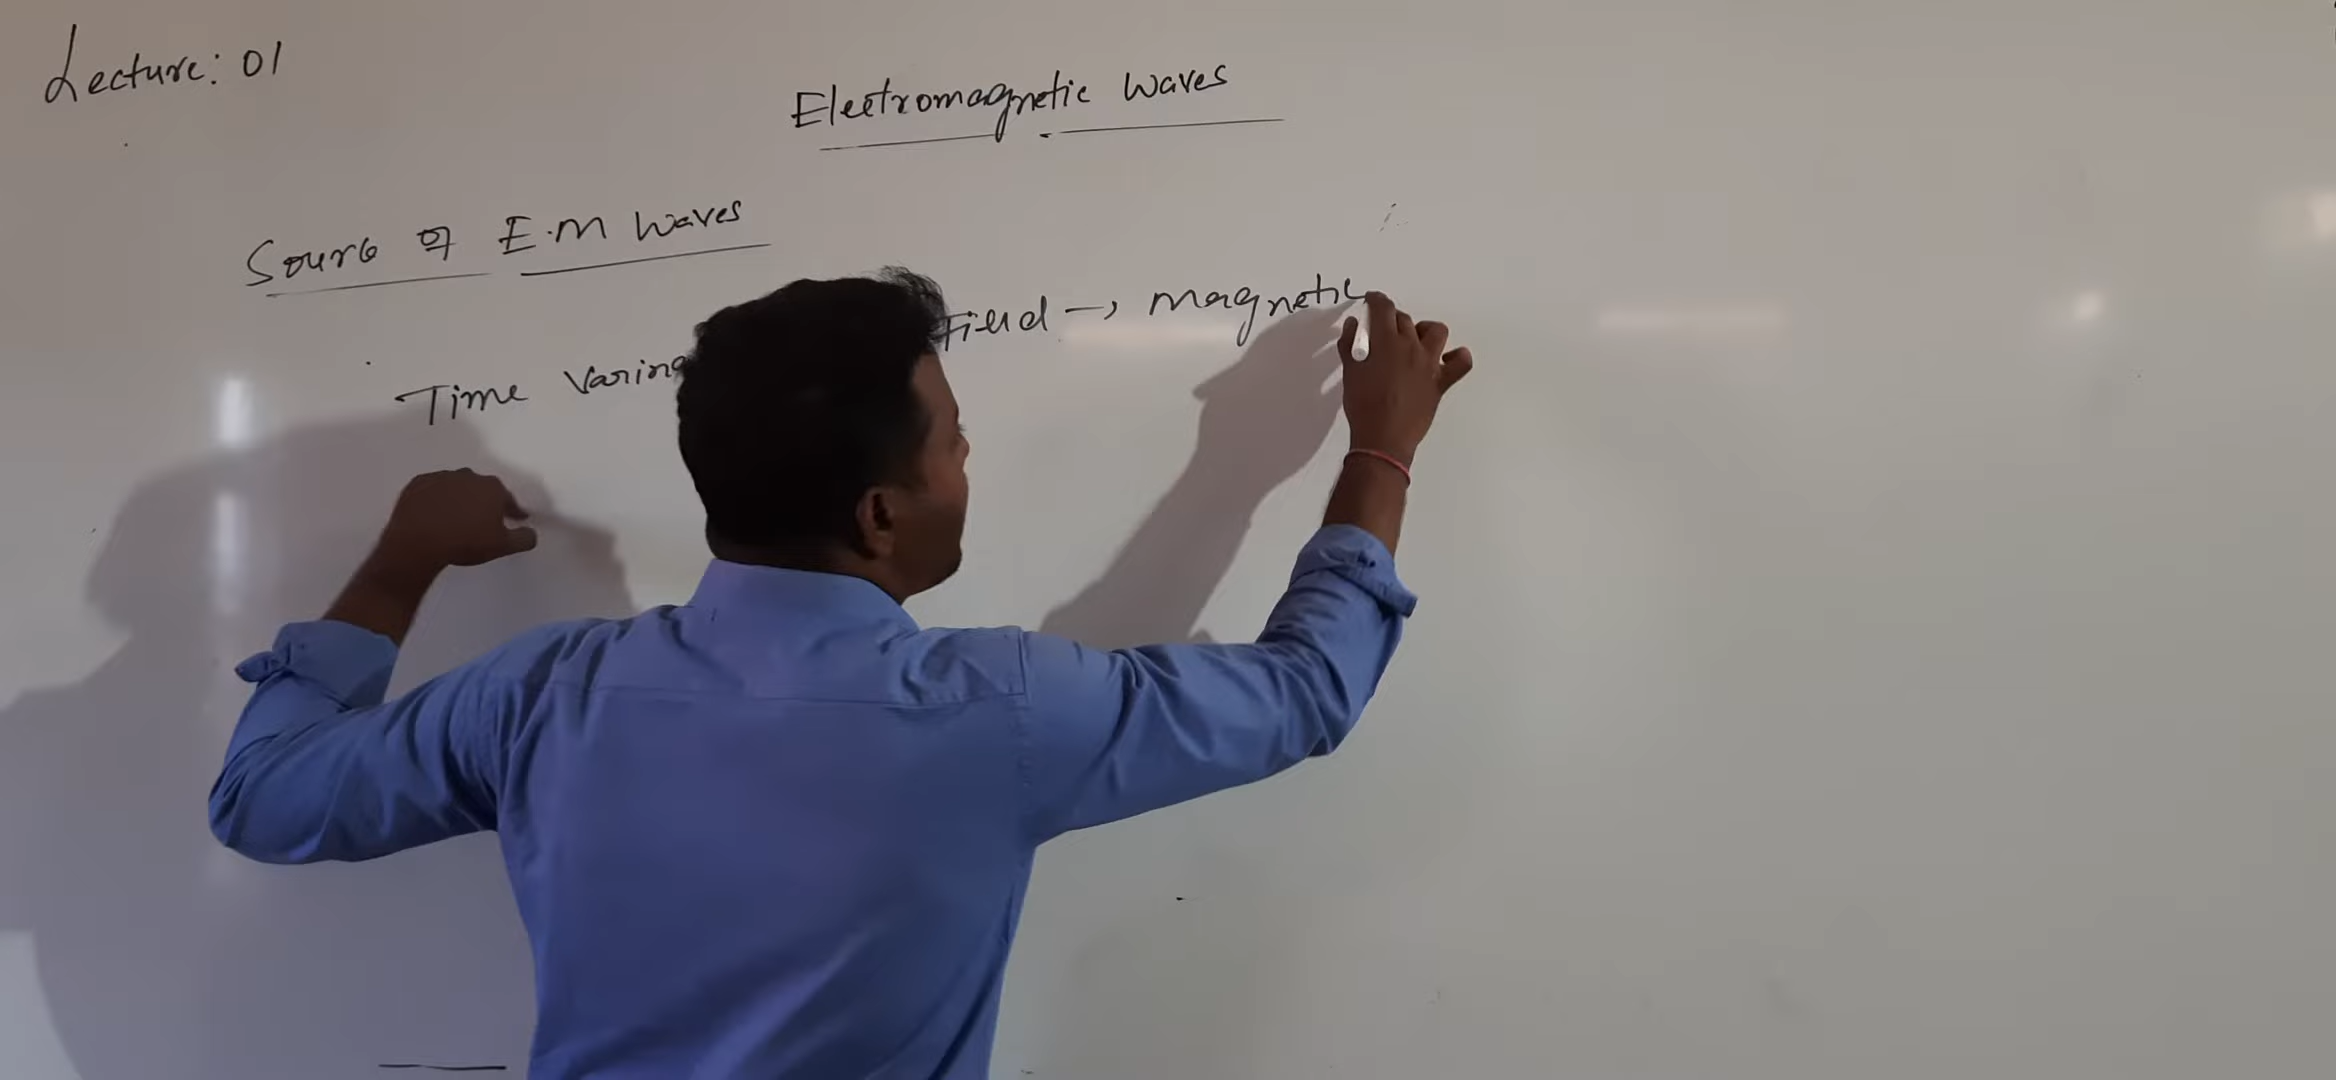 Lecture: 01
Electromagnetic Waves
Source of E.M Waves
Time Varing Field → Magnetic